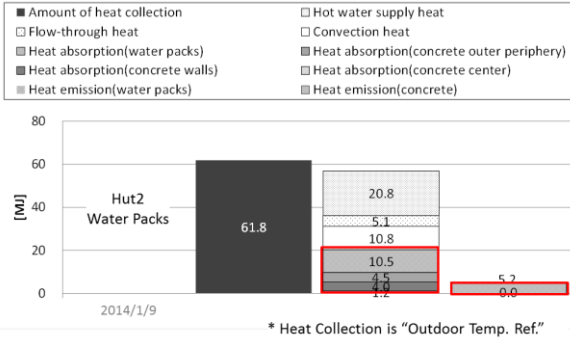 Amount of heat collection
Hot water supply heat
Flow-through heat
Convection heat
Heat absorption(water packs)
Heat absorption(concrete outer periphery)
Heat absorption(concrete walls)
Heat absorption(concrete center)
Heat emission(water packs)
Heat emission(concrete)
80
60
40
20
0
[MJ]
Hut2
Water Packs
61.8
20.8
5.1
10.8
10.5
4.5
4.0
1.2
5.2
0.0
2014/1/9
* Heat Collection is “Outdoor Temp. Ref.”